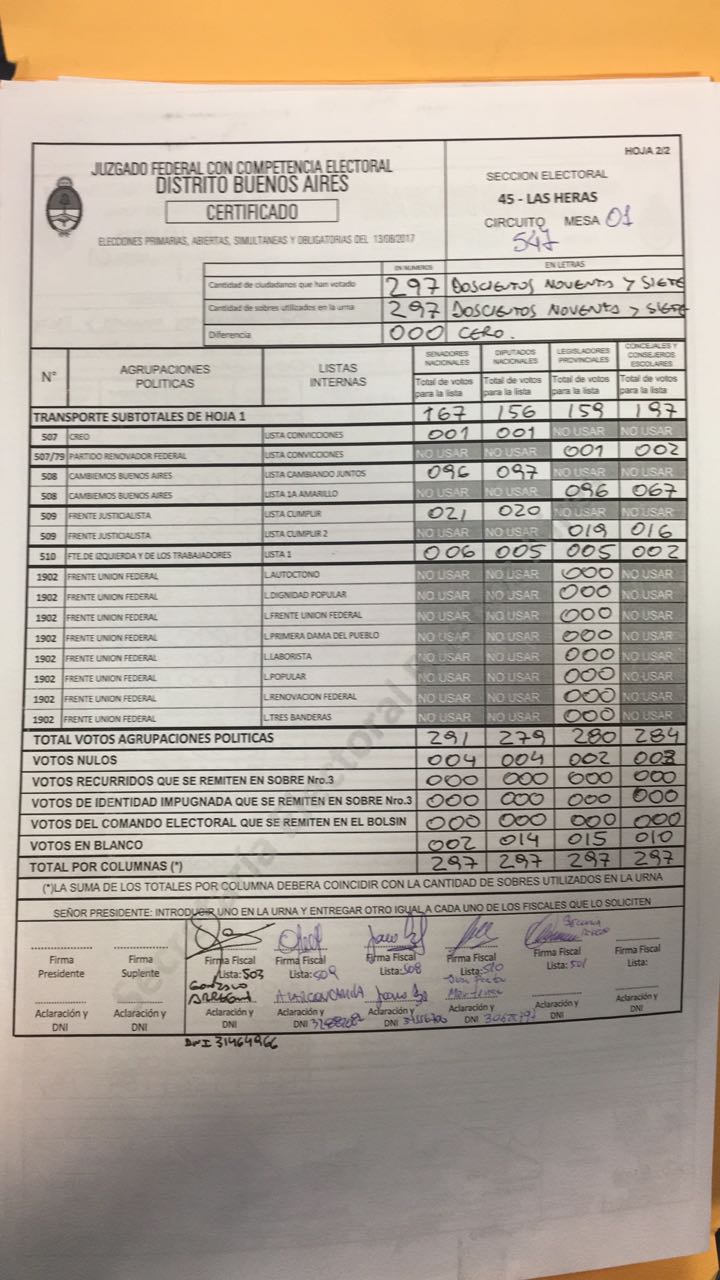 HOJA 2/2
JUZGADO FEDERAL CON COMPETENCIA ELECTORAL
DISTRITO BUENOS AIRES
CERTIFICADO
ELECCIONES PRIMARIAS, ABIERTAS, SIMULTANEAS Y OBLIGATORIAS DEL 13/08/2017
SECCION ELECTORAL
45 - LAS HERAS
CIRCUITO MESA 01
547
EN NUMEROS EN LETRAS
Cantidad de ciudadanos que han votado 297 DOSCIENTOS NOVENTA Y SIETE
Cantidad de sobres utilizados en la urna 297 DOSCIENTOS NOVENTA Y SIETE
Diferencia 000 CERO.
N° AGRUPACIONES POLITICAS LISTAS INTERNAS SENADORES NACIONALES DIPUTADOS NACIONALES LEGISLADORES PROVINCIALES CONCEJALES Y CONSEJEROS ESCOLARES
Total de votos para la lista Total de votos para la lista Total de votos para la lista Total de votos para la lista
TRANSPORTE SUBTOTALES DE HOJA 1 167 156 159 197
507 CREO LISTA CONVICCIONES 001 001 NO USAR NO USAR
507/79 PARTIDO RENOVADOR FEDERAL LISTA CONVICCIONES NO USAR NO USAR 001 002
508 CAMBIEMOS BUENOS AIRES LISTA CAMBIANDO JUNTOS 096 097 NO USAR NO USAR
508 CAMBIEMOS BUENOS AIRES LISTA 1A AMARILLO NO USAR NO USAR 096 067
509 FRENTE JUSTICIALISTA LISTA CUMPLIR 021 020 NO USAR NO USAR
509 FRENTE JUSTICIALISTA LISTA CUMPLIR 2 NO USAR NO USAR 019 016
510 FTE.DE IZQUIERDA Y DE LOS TRABAJADORES LISTA 1 006 005 005 002
1902 FRENTE UNION FEDERAL L.AUTOCTONO NO USAR NO USAR 000 NO USAR
1902 FRENTE UNION FEDERAL L.DIGNIDAD POPULAR NO USAR NO USAR 000 NO USAR
1902 FRENTE UNION FEDERAL L.FRENTE UNION FEDERAL NO USAR NO USAR 000 NO USAR
1902 FRENTE UNION FEDERAL L.PRIMERA DAMA DEL PUEBLO NO USAR NO USAR 000 NO USAR
1902 FRENTE UNION FEDERAL L.LABORISTA NO USAR NO USAR 000 NO USAR
1902 FRENTE UNION FEDERAL L.POPULAR NO USAR NO USAR 000 NO USAR
1902 FRENTE UNION FEDERAL L.RENOVACION FEDERAL NO USAR NO USAR 000 NO USAR
1902 FRENTE UNION FEDERAL L.TRES BANDERAS NO USAR NO USAR 000 NO USAR
TOTAL VOTOS AGRUPACIONES POLITICAS 291 279 280 284
VOTOS NULOS 004 004 002 003
VOTOS RECURRIDOS QUE SE REMITEN EN SOBRE Nro.3 000 000 000 000
VOTOS DE IDENTIDAD IMPUGNADA QUE SE REMITEN EN SOBRE Nro.3 000 000 000 000
VOTOS DEL COMANDO ELECTORAL QUE SE REMITEN EN EL BOLSIN 000 000 000 000
VOTOS EN BLANCO 002 014 015 010
TOTAL POR COLUMNAS (*) 297 297 297 297
(*)LA SUMA DE LOS TOTALES POR COLUMNA DEBERA COINCIDIR CON LA CANTIDAD DE SOBRES UTILIZADOS EN LA URNA
SEÑOR PRESIDENTE: INTRODUCIR UNO EN LA URNA Y ENTREGAR OTRO IGUAL A CADA UNO DE LOS FISCALES QUE LO SOLICITEN
Firma Presidente Firma Suplente Firma Fiscal Firma Fiscal Firma Fiscal Firma Fiscal Firma Fiscal Firma Fiscal
Lista: 503 Lista: 509 Lista: 508 Lista: 510 Lista: 501 Lista:
Aclaración y DNI Aclaración y DNI Aclaración y DNI Aclaración y DNI Aclaración y DNI Aclaración y DNI Aclaración y DNI Aclaración y DNI
DNI 31464966